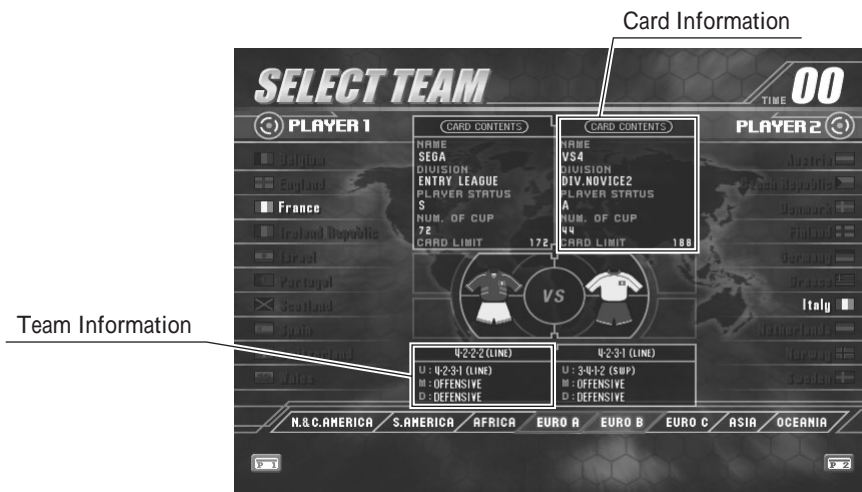 Card Information
SELECT TEAM
TIME 00
PLAYER 1
PLAYER 2
CARD CONTENTS
NAME
SEGA
DIVISION
ENTRY LEAGUE
PLAYER STATUS
S
NUM. OF CUP
72
CARD LIMIT 172
CARD CONTENTS
NAME
VS4
DIVISION
DIV.NOVICE2
PLAYER STATUS
A
NUM. OF CUP
44
CARD LIMIT 188
Belgium
England
France
Ireland Republic
Israel
Portugal
Scotland
Spain
Wales
Austria
Czech Republic
Denmark
Finland
Germany
Greece
Italy
Netherlands
Norway
Sweden
VS
Team Information
4-2-2-2 (LINE)
U : 4-2-3-1 (LINE)
M : OFFENSIVE
D : DEFENSIVE
4-2-3-1 (LINE)
U : 3-4-1-2 (SWP)
M : OFFENSIVE
D : DEFENSIVE
N.& C.AMERICA
S.AMERICA
AFRICA
EURO A
EURO B
EURO C
ASIA
OCEANIA
P 1
P 2